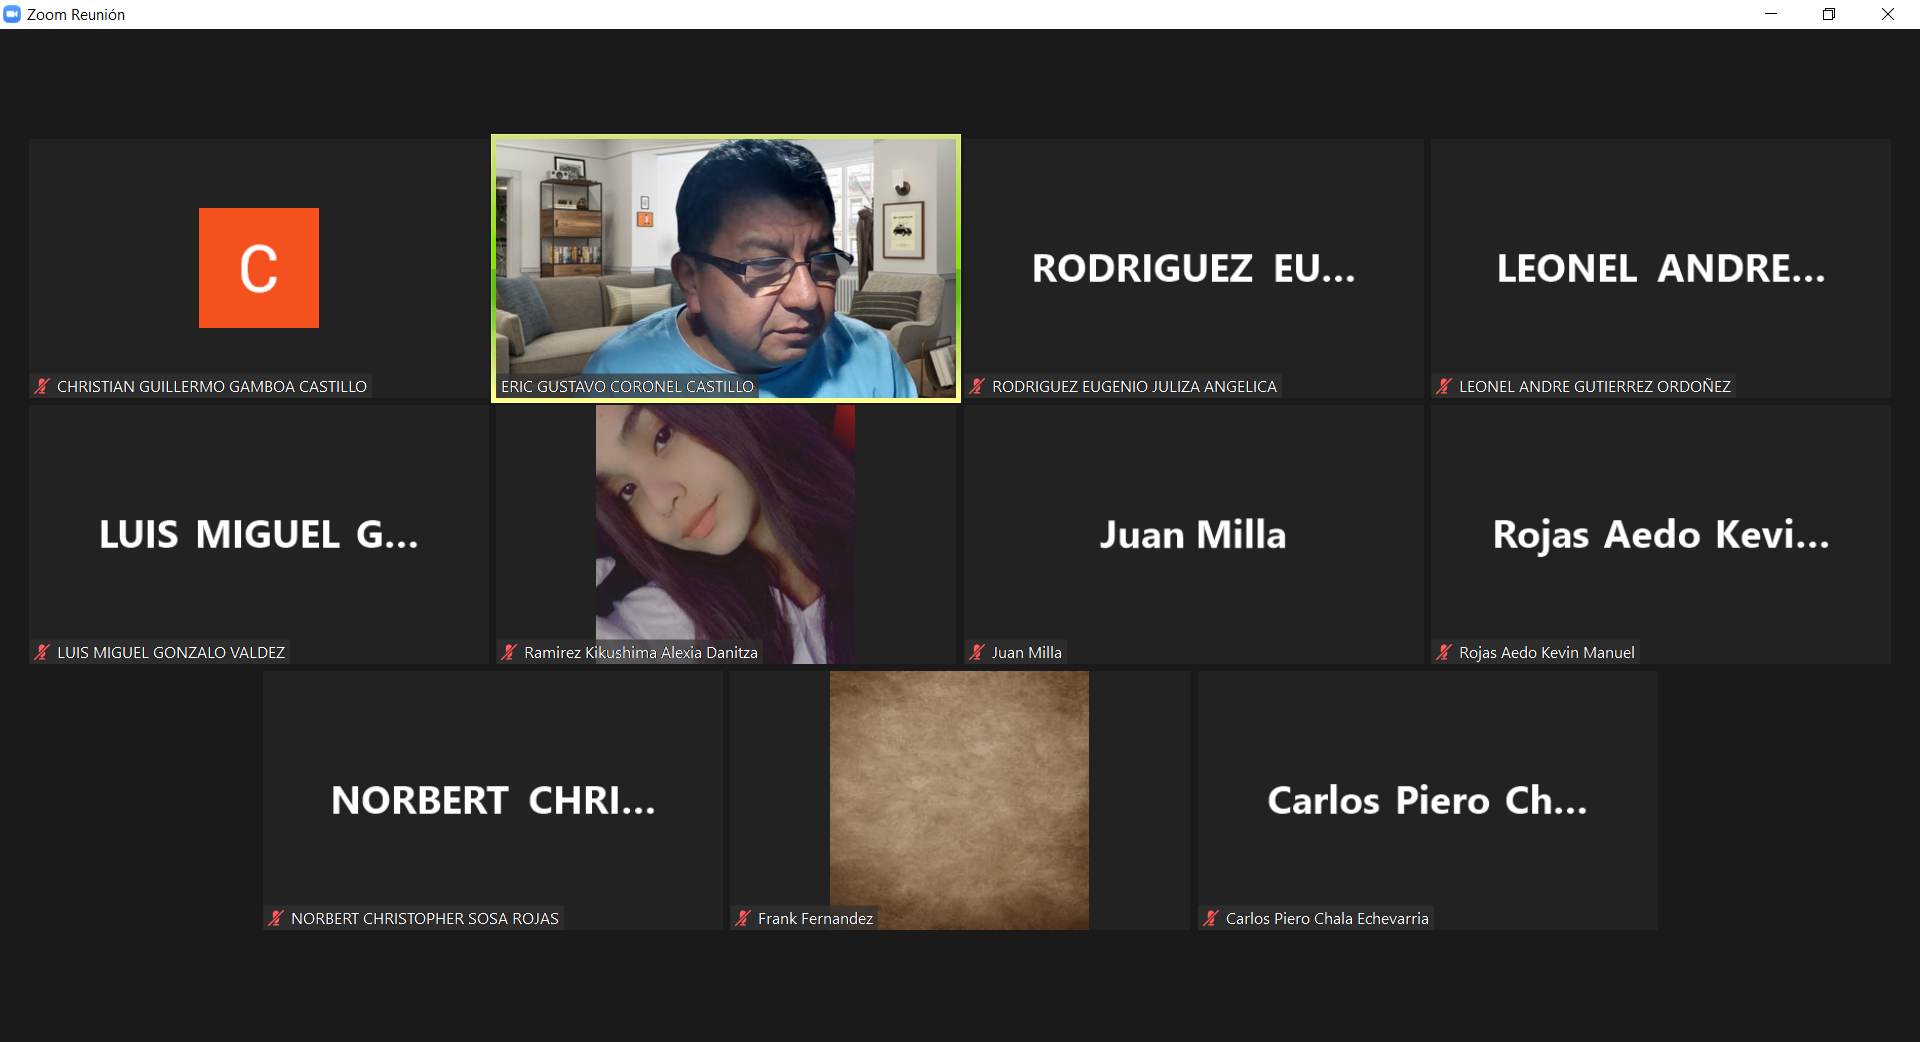 Zoom Reunión
C
CHRISTIAN GUILLERMO GAMBOA CASTILLO
ERIC GUSTAVO CORONEL CASTILLO
RODRIGUEZ EU...
RODRIGUEZ EUGENIO JULIZA ANGELICA
LEONEL ANDRE...
LEONEL ANDRE GUTIERREZ ORDOÑEZ
LUIS MIGUEL G...
LUIS MIGUEL GONZALO VALDEZ
Ramirez Kikushima Alexia Danitza
Juan Milla
Juan Milla
Rojas Aedo Kevi...
Rojas Aedo Kevin Manuel
NORBERT CHRI...
NORBERT CHRISTOPHER SOSA ROJAS
Frank Fernandez
Carlos Piero Ch...
Carlos Piero Chala Echevarria